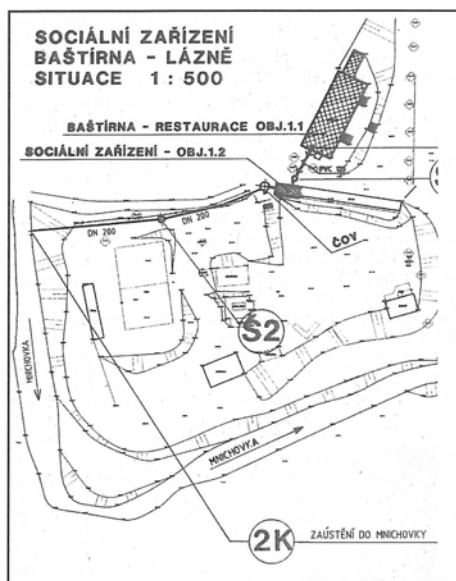 SOCIÁLNÍ ZAŘÍZENÍ
BAŠTÍRNA - LÁZNĚ
SITUACE 1 : 500
BAŠTÍRNA - RESTAURACE OBJ.1.1
SOCIÁLNÍ ZAŘÍZENÍ - OBJ.1.2
PVC 125
DN 200
DN 200
ČOV
Š2
MNICHOVKA
MNICHOVKA
2K
ZAÚSTĚNÍ DO MNICHOVKY